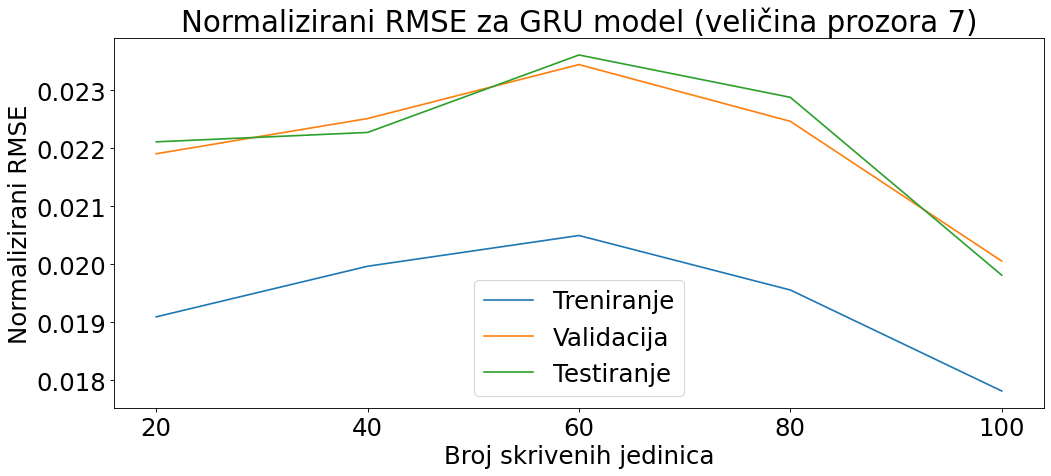 Normalizirani RMSE za GRU model (veličina prozora 7)
Normalizirani RMSE
0.023
0.022
0.021
0.020
0.019
0.018
Treniranje
Validacija
Testiranje
20 40 60 80 100
Broj skrivenih jedinica